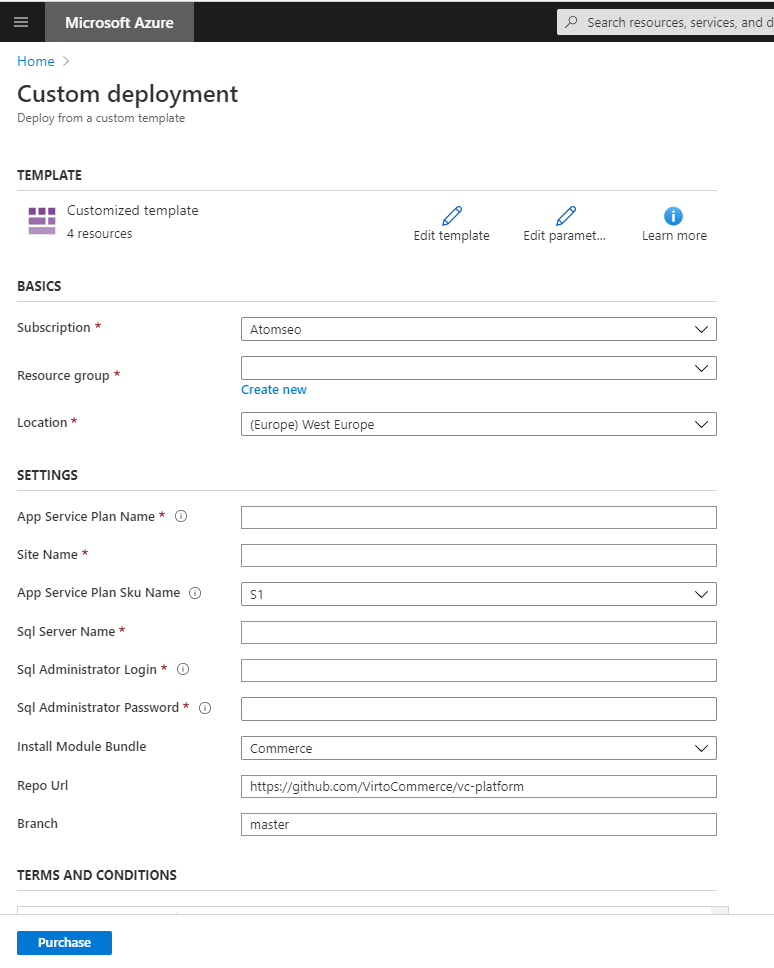 Microsoft Azure
Search resources, services, and d
Home
Custom deployment
Deploy from a custom template
TEMPLATE
Customized template
4 resources
Edit template
Edit paramet...
Learn more
BASICS
Subscription *
Atomseo
Resource group *
Create new
Location *
(Europe) West Europe
SETTINGS
App Service Plan Name *
Site Name *
App Service Plan Sku Name
S1
Sql Server Name *
Sql Administrator Login *
Sql Administrator Password *
Install Module Bundle
Commerce
Repo Url
https://github.com/VirtoCommerce/vc-platform
Branch
master
TERMS AND CONDITIONS
Purchase